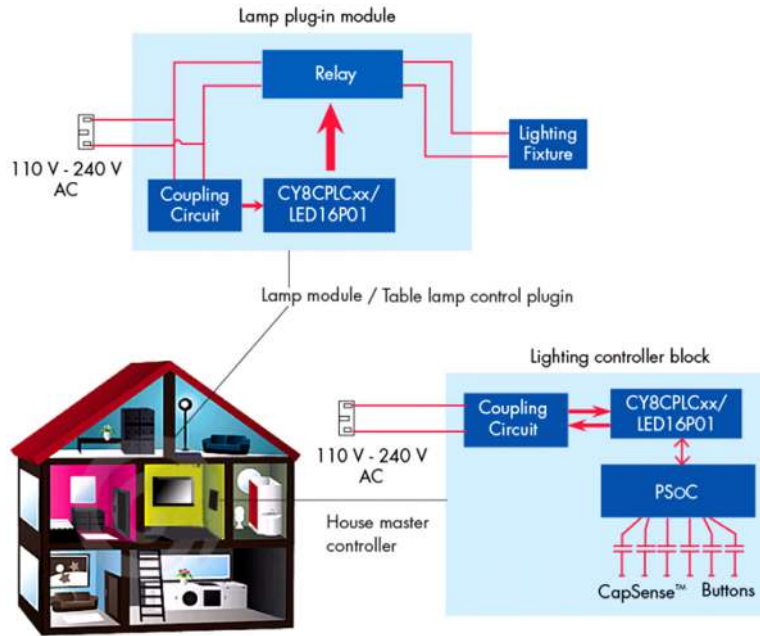 Lamp plug-in module
Relay
110 V - 240 V
AC
Coupling
Circuit
CY8CPLCxx/
LED16P01
Lighting
Fixture
Lamp module / Table lamp control plugin
Lighting controller block
110 V - 240 V
AC
Coupling
Circuit
CY8CPLCxx/
LED16P01
PSoC
CapSense™ Buttons
House master
controller